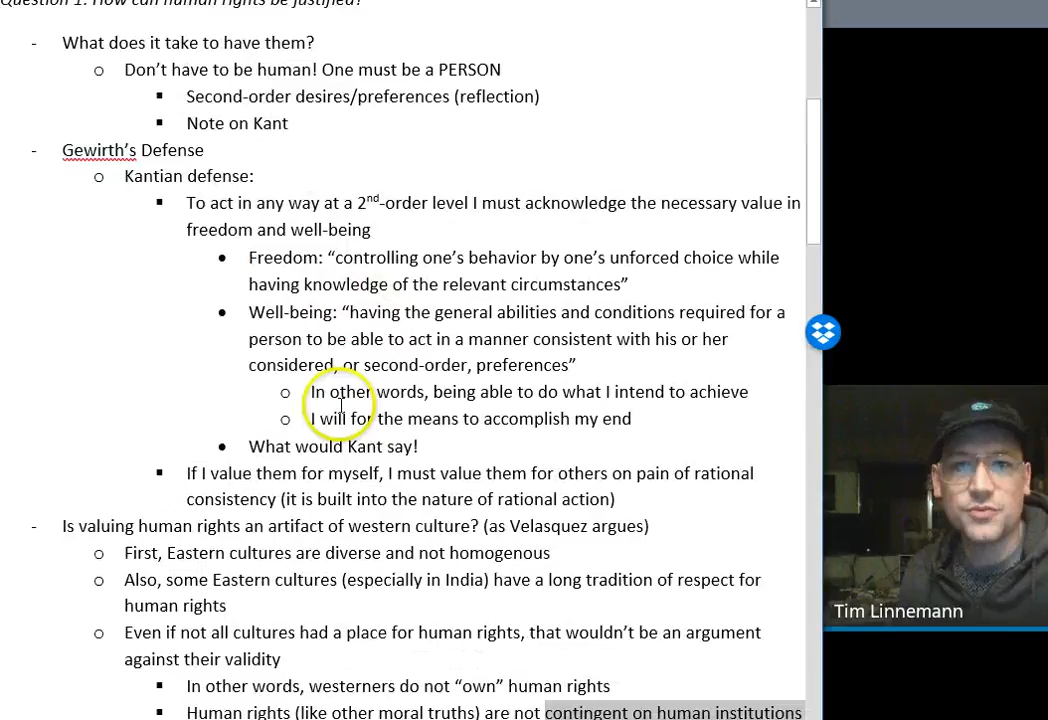 Question 1: How can human rights be justified?
- What does it take to have them?
o Don't have to be human! One must be a PERSON
▪ Second-order desires/preferences (reflection)
▪ Note on Kant
- Gewirth's Defense
o Kantian defense:
▪ To act in any way at a 2nd-order level I must acknowledge the necessary value in
freedom and well-being
• Freedom: “controlling one's behavior by one's unforced choice while
having knowledge of the relevant circumstances”
• Well-being: “having the general abilities and conditions required for a
person to be able to act in a manner consistent with his or her
considered, or second-order, preferences”
o In other words, being able to do what I intend to achieve
o I will for the means to accomplish my end
• What would Kant say!
▪ If I value them for myself, I must value them for others on pain of rational
consistency (it is built into the nature of rational action)
- Is valuing human rights an artifact of western culture? (as Velasquez argues)
o First, Eastern cultures are diverse and not homogenous
o Also, some Eastern cultures (especially in India) have a long tradition of respect for
human rights
o Even if not all cultures had a place for human rights, that wouldn't be an argument
against their validity
▪ In other words, westerners do not “own” human rights
▪ Human rights (like other moral truths) are not contingent on human institutions
Tim Linnemann